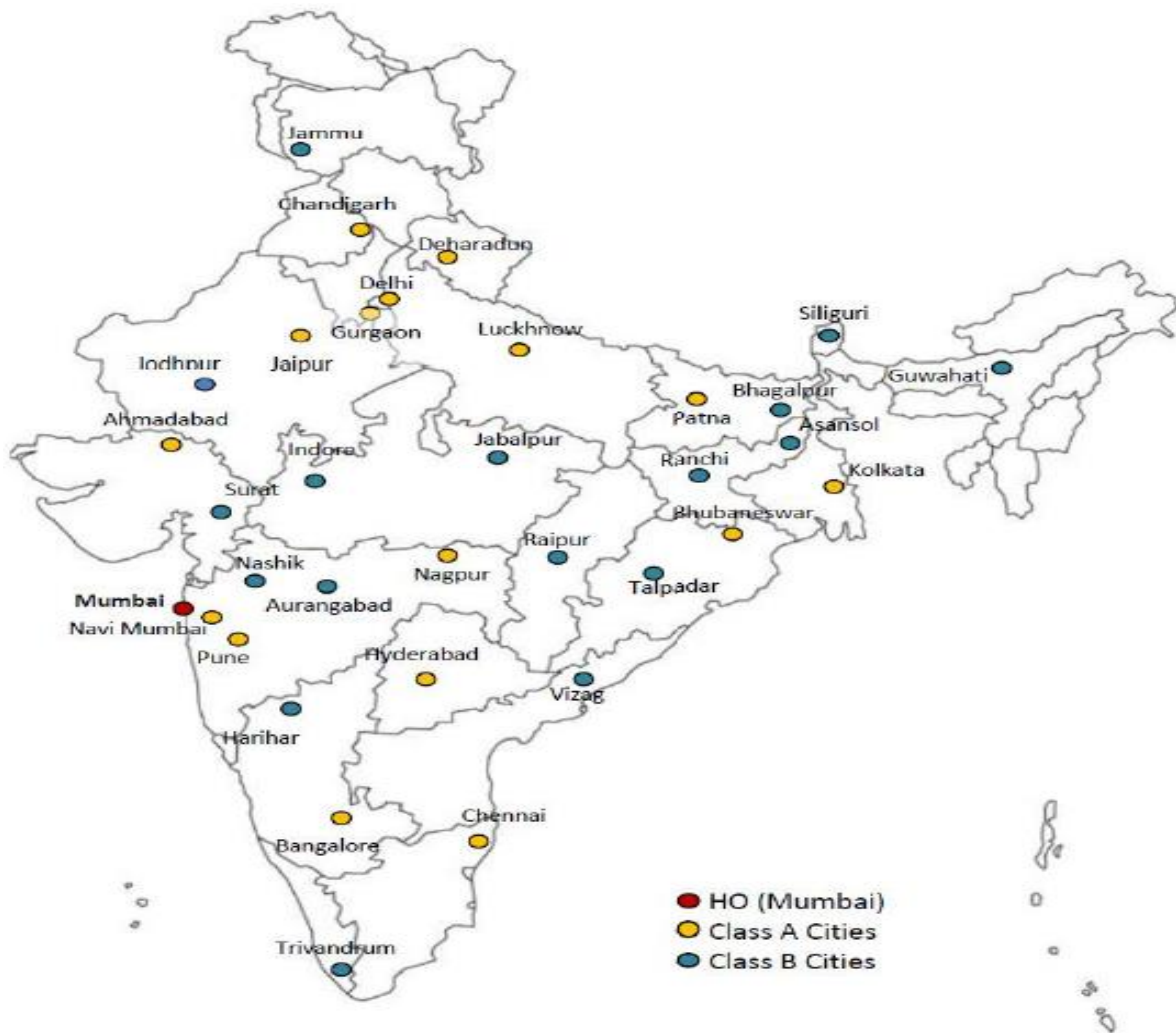 Jammu
Chandigarh
Deharadun
Delhi
Gurgaon
Luckhnow
Siliguri
Jaipur
Jodhpur
Guwahati
Bhagalpur
Patna
Ahmadabad
Asansol
Jabalpur
Indore
Ranchi
Kolkata
Surat
Bhubaneswar
Raipur
Nashik
Nagpur
Talpadar
Aurangabad
Mumbai
Navi Mumbai
Pune
Hyderabad
Vizag
Harihar
Chennai
Bangalore
HO (Mumbai)
Class A Cities
Trivandrum
Class B Cities